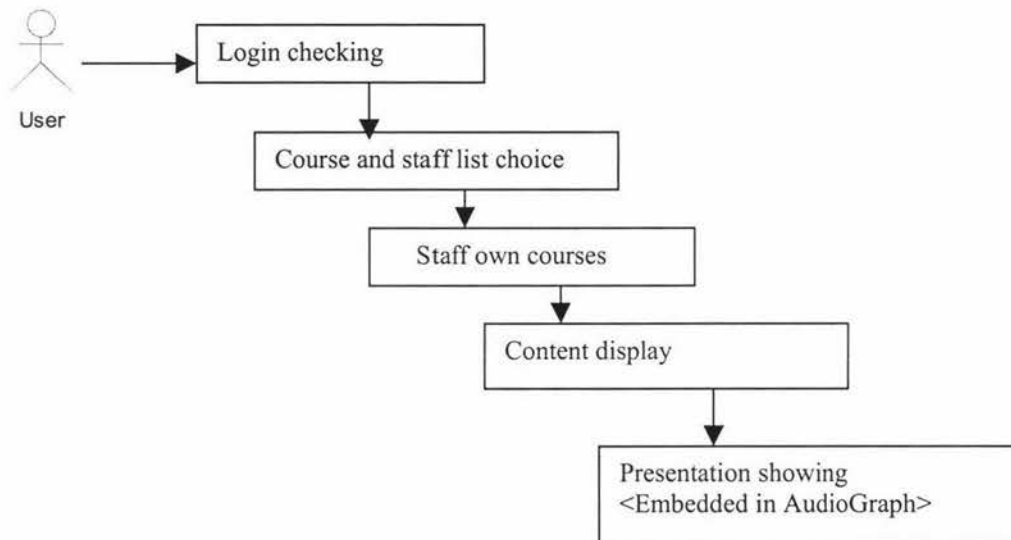 User
Login checking
Course and staff list choice
Staff own courses
Content display
Presentation showing
<Embedded in AudioGraph>